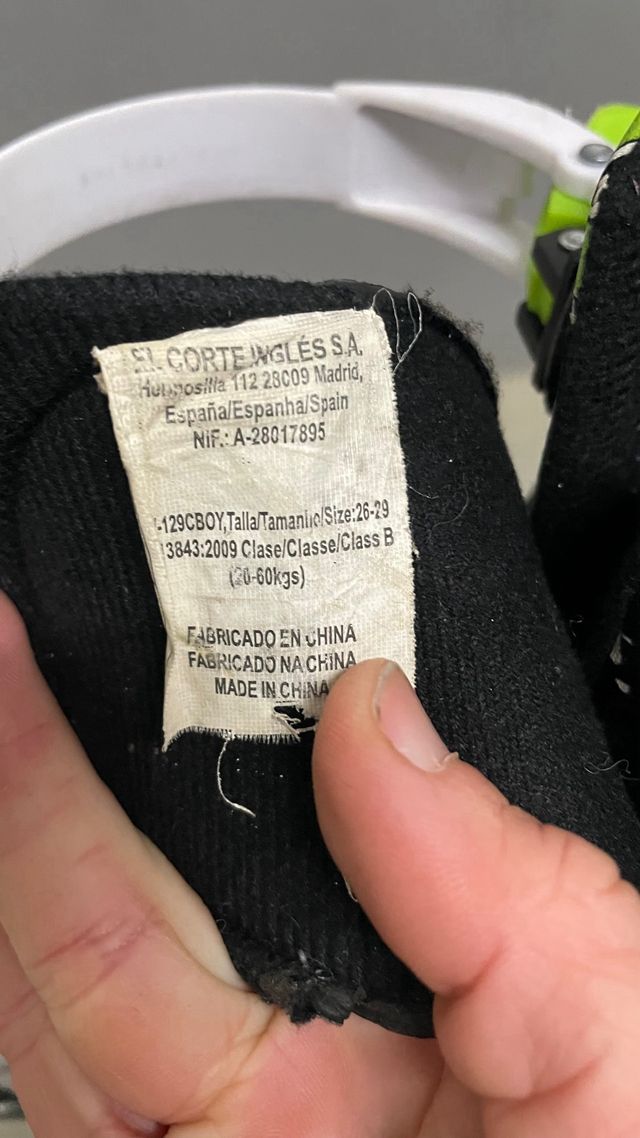 EL CORTE INGLÉS S.A.
Hermosilla 112 28009 Madrid,
España/Espanha/Spain
NIF.: A-28017895
-129CBOY,Talla/Tamanho/Size:26-29
13843:2009 Clase/Classe/Class B
(20-60kgs)
FABRICADO EN CHINA
FABRICADO NA CHINA
MADE IN CHINA